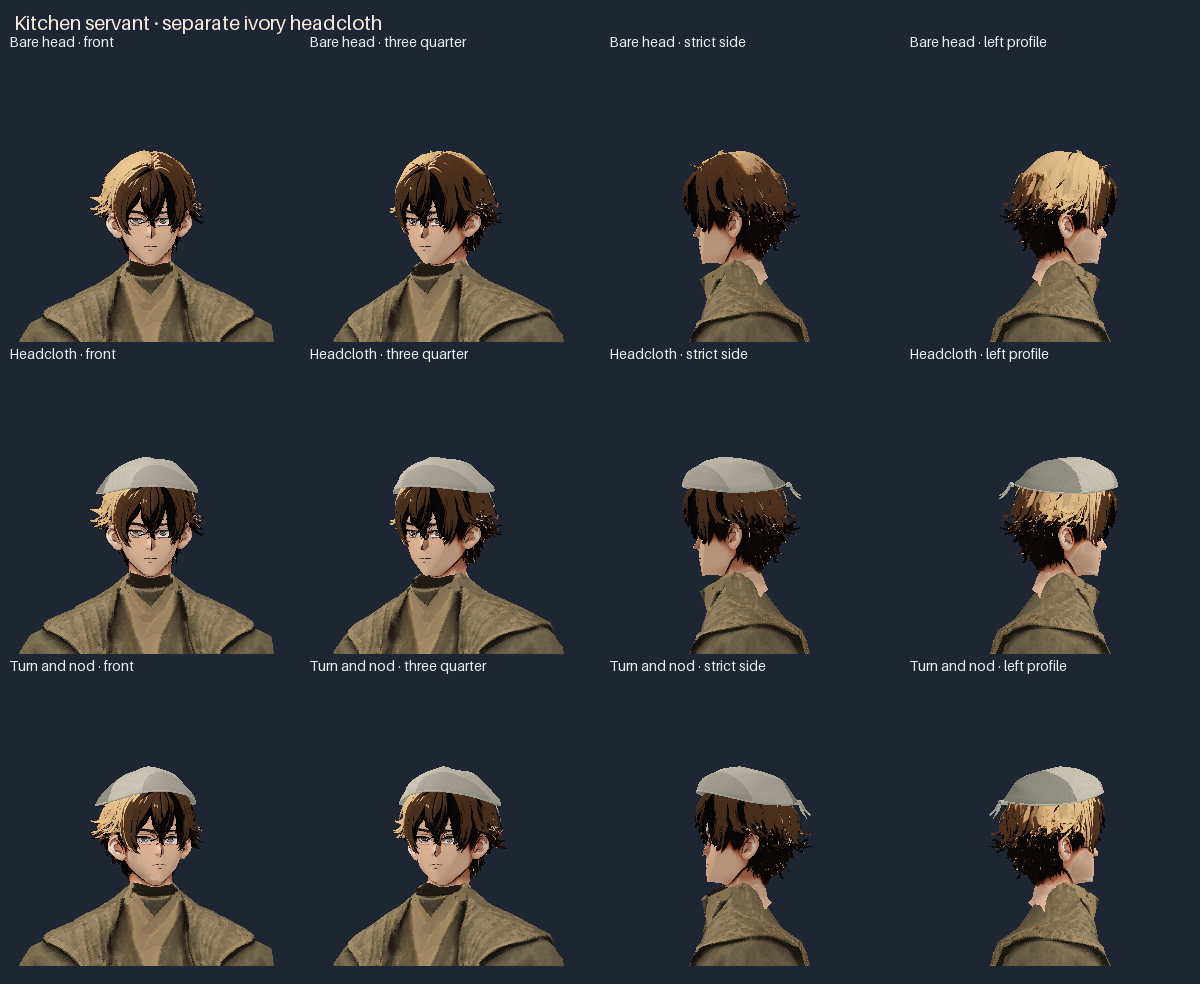 Kitchen servant · separate ivory headcloth
Bare head · front
Bare head · three quarter
Bare head · strict side
Bare head · left profile
Headcloth · front
Headcloth · three quarter
Headcloth · strict side
Headcloth · left profile
Turn and nod · front
Turn and nod · three quarter
Turn and nod · strict side
Turn and nod · left profile